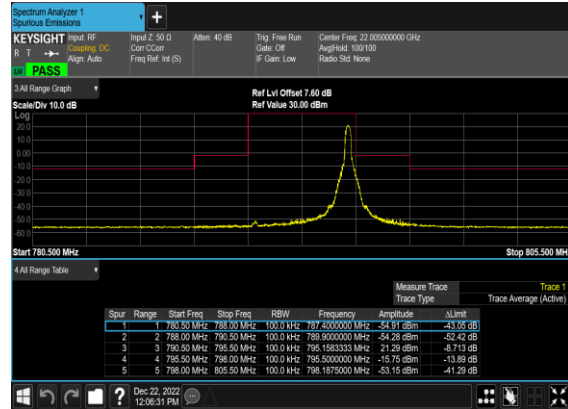 Spectrum Analyzer 1
Spurious Emissions
KEYSIGHT Input: RF Input Z: 50 Ω Atten: 40 dB Trig: Free Run Center Freq: 22.005000000 GHz
R T Coupling: DC Corr CCorr Gate: Off Avg|Hold: 100/100
Align: Auto Freq Ref: Int (S) IF Gain: Low Radio Std: None
PASS
3 All Range Graph Ref Lvl Offset 7.60 dB
Scale/Div 10.0 dB Ref Value 30.00 dBm
Log
20.0
10.0
0.00
-10.0
-20.0
-30.0
-40.0
-50.0
-60.0
Start 780.500 MHz Stop 805.500 MH
4 All Range Table
Measure Trace Trace 1
Trace Type Trace Average (Active)
Spur Range Start Freq Stop Freq RBW Frequency Amplitude ΔLimit
1 1 780.50 MHz 788.00 MHz 100.0 kHz 787.4000000 MHz -54.91 dBm -43.05 dB
2 2 788.00 MHz 790.50 MHz 100.0 kHz 789.9000000 MHz -54.28 dBm -52.42 dB
3 3 790.50 MHz 795.50 MHz 100.0 kHz 795.1583333 MHz 21.29 dBm -8.713 dB
4 4 795.50 MHz 798.00 MHz 100.0 kHz 795.5000000 MHz -15.75 dBm -13.89 dB
5 5 798.00 MHz 805.50 MHz 100.0 kHz 798.1875000 MHz -53.15 dBm -41.29 dB
Dec 22, 2022
12:06:31 PM